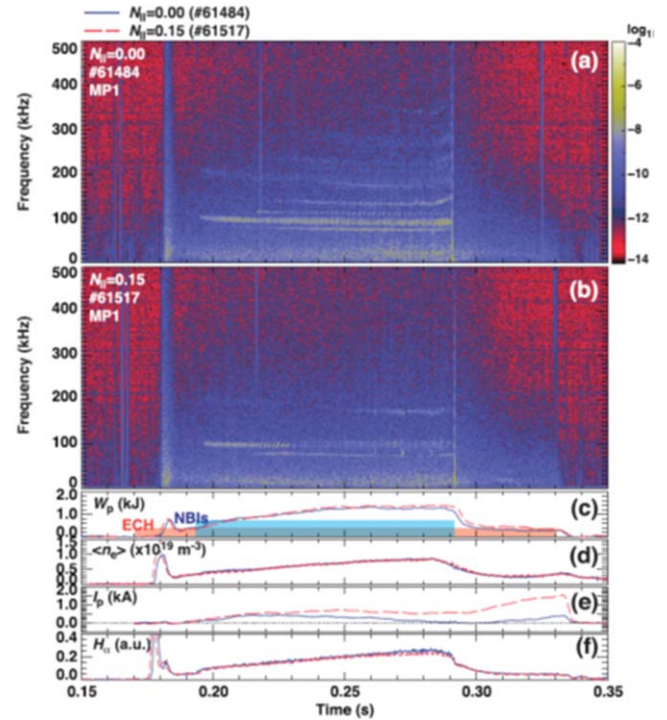 N||=0.00 (#61484)
N||=0.15 (#61517)
log₁
N||=0.00
#61484
MP1
(a)
500
400
300
200
100
0
Frequency (kHz)
-4
-6
-8
-10
-12
-14
N||=0.15
#61517
MP1
(b)
500
400
300
200
100
0
Frequency (kHz)
Wp (kJ)
(c)
2.0
1.0
0.0
ECH
NBIs
<ne> (x10¹⁹ m⁻³)
(d)
1.5
1.0
0.0
Ip (kA)
(e)
2.0
1.0
0.0
Hα (a.u.)
(f)
0.4
0.2
0.0
0.15
0.20
0.25
0.30
0.35
Time (s)